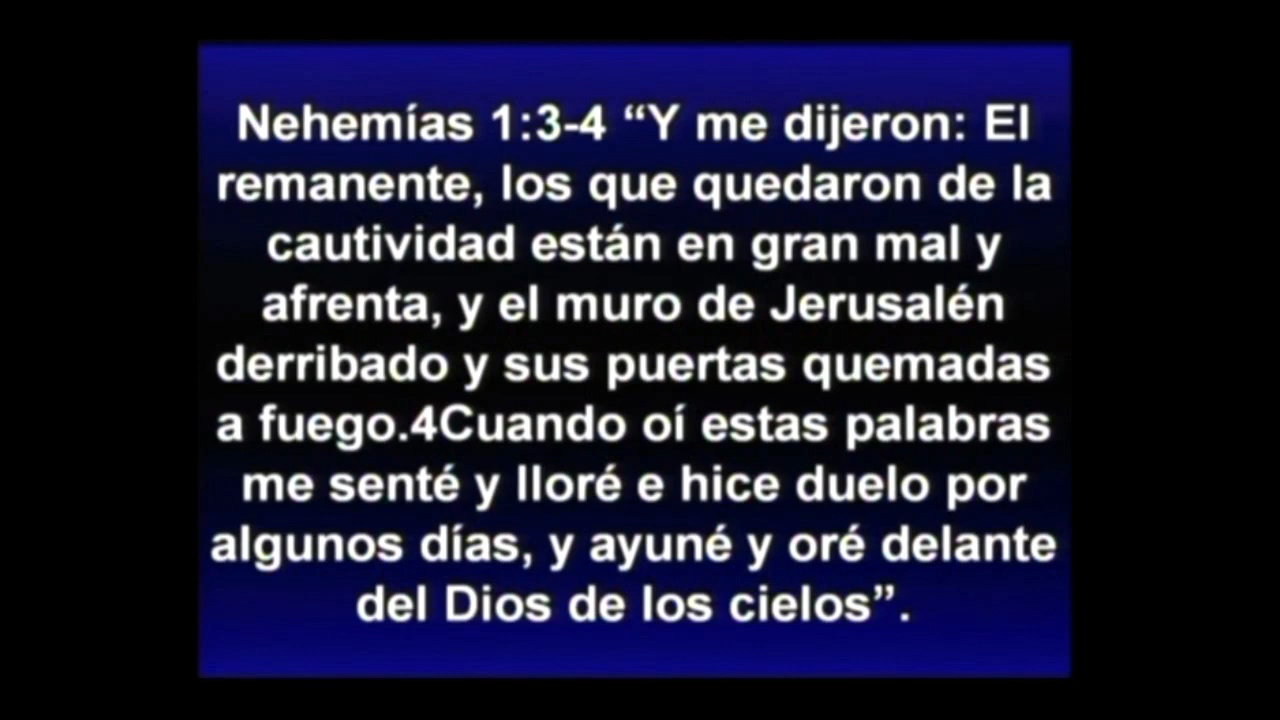 Nehemías 1:3-4 “Y me dijeron: El
remanente, los que quedaron de la
cautividad están en gran mal y
afrenta, y el muro de Jerusalén
derribado y sus puertas quemadas
a fuego.4Cuando oí estas palabras
me senté y lloré e hice duelo por
algunos días, y ayuné y oré delante
del Dios de los cielos”.